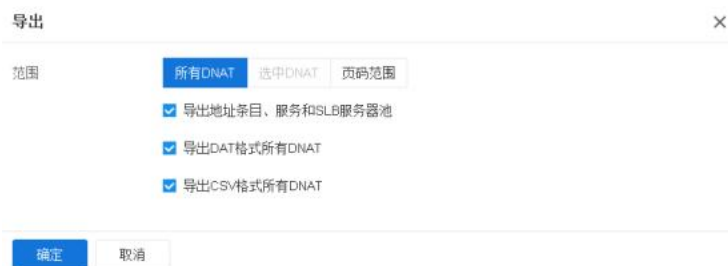 导出
范围 所有DNAT 选中DNAT 页码范围
导出地址条目、服务和SLB服务器池
导出DAT格式所有DNAT
导出CSV格式所有DNAT
确定 取消